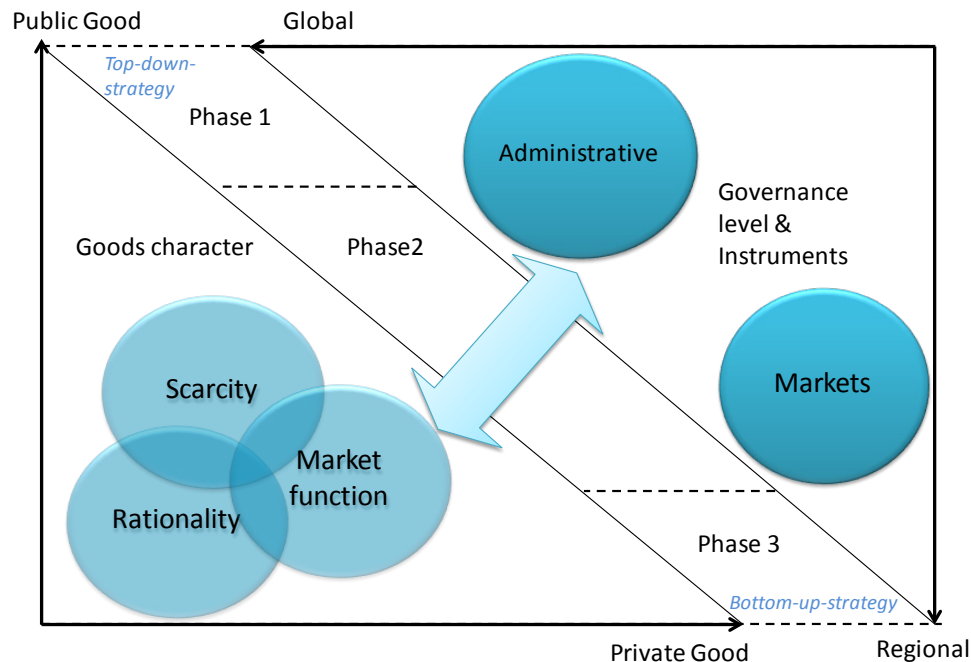 Public Good
Global
Top-down-
strategy
Phase 1
Administrative
Governance
level &
Instruments
Goods character
Phase2
Scarcity
Markets
Market
function
Rationality
Phase 3
Bottom-up-strategy
Private Good
Regional